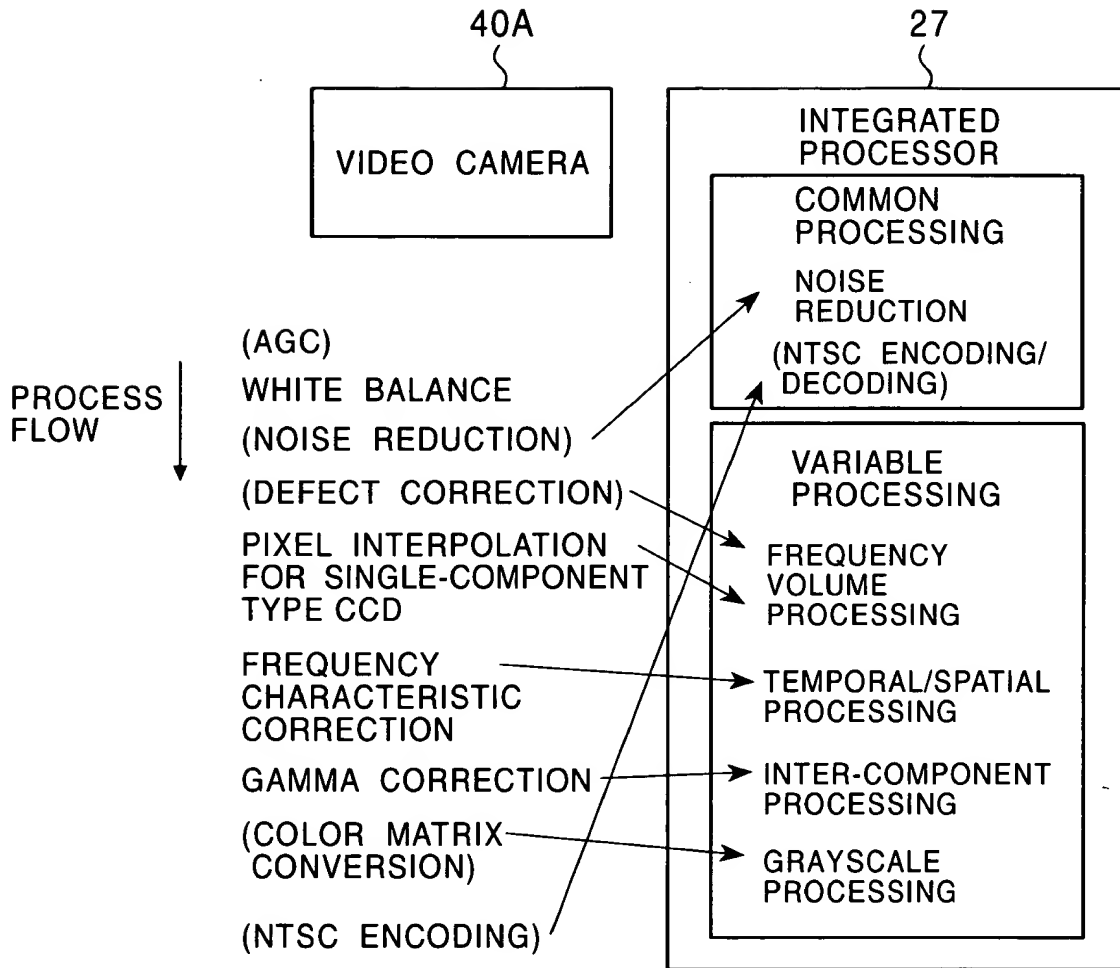 40A
27
VIDEO CAMERA
INTEGRATED
PROCESSOR
COMMON
PROCESSING
NOISE
REDUCTION
(NTSC ENCODING/
DECODING)
PROCESS
FLOW
(AGC)
WHITE BALANCE
(NOISE REDUCTION)
(DEFECT CORRECTION)
PIXEL INTERPOLATION
FOR SINGLE-COMPONENT
TYPE CCD
FREQUENCY
CHARACTERISTIC
CORRECTION
GAMMA CORRECTION
(COLOR MATRIX
CONVERSION)
(NTSC ENCODING)
VARIABLE
PROCESSING
FREQUENCY
VOLUME
PROCESSING
TEMPORAL/SPATIAL
PROCESSING
INTER-COMPONENT
PROCESSING
GRAYSCALE
PROCESSING